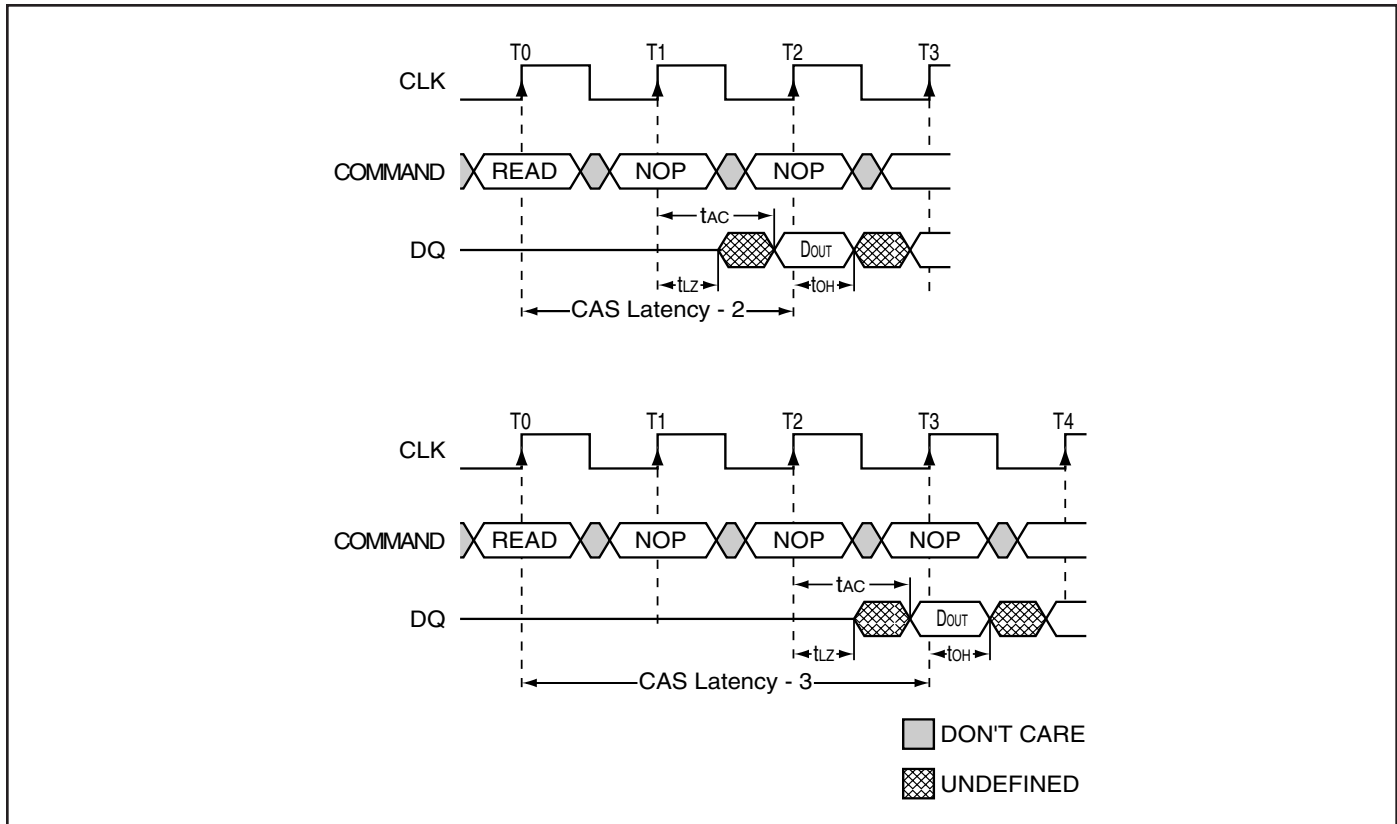 T0 T1 T2 T3
CLK
COMMAND READ NOP NOP
tAC
DQ DOUT
tLZ tOH
CAS Latency - 2
T0 T1 T2 T3 T4
CLK
COMMAND READ NOP NOP NOP
tAC
DQ DOUT
tLZ tOH
CAS Latency - 3
DON'T CARE
UNDEFINED